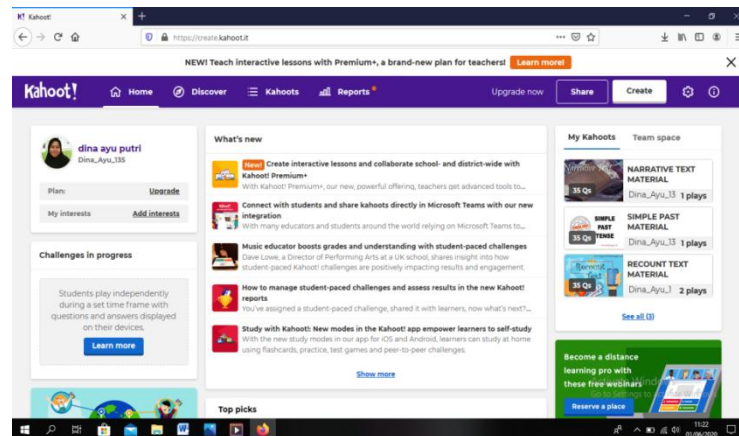 Kahoot!
https://create.kahoot.it
NEW! Teach interactive lessons with Premium+, a brand-new plan for teachers! Learn more!
Kahoot! Home Discover Kahoots Reports Upgrade now Share Create
dina ayu putri
Dina_Ayu_135
Plan: Upgrade
My interests Add interests
Challenges in progress
Students play independently
during a set time frame with
questions and answers displayed
on their devices.
Learn more
What's new
New! Create interactive lessons and collaborate school- and district-wide with
Kahoot! Premium+
With Kahoot! Premium+, our new, powerful offering, teachers get advanced tools to...
Connect with students and share kahoots directly in Microsoft Teams with our new
integration
With many educators and students around the world relying on Microsoft Teams to...
Music educator boosts grades and understanding with student-paced challenges
Dave Lowe, a Director of Performing Arts at a UK school, shares insight into how
student-paced Kahoot! challenges are positively impacting results and engagement.
How to manage student-paced challenges and assess results in the new Kahoot!
reports
You've assigned a student-paced challenge, shared it with learners, now what's next?...
Study with Kahoot!: New modes in the Kahoot! app empower learners to self-study
With the new study modes in our app for iOS and Android, learners can study at home
using flashcards, practice, test games and peer-to-peer challenges.
Show more
Top picks
My Kahoots Team space
35 Qs
NARRATIVE TEXT
MATERIAL
Dina_Ayu_13 1 plays
SIMPLE
PAST
TENSE
35 Qs
SIMPLE PAST
MATERIAL
Dina_Ayu_13 1 plays
Recount
Text
35 Qs
RECOUNT TEXT
MATERIAL
Dina_Ayu_1 2 plays
See all (3)
Become a distance
learning pro with
these free webinars
Reserve a place
Go to Settings to
11:22
01/06/2020